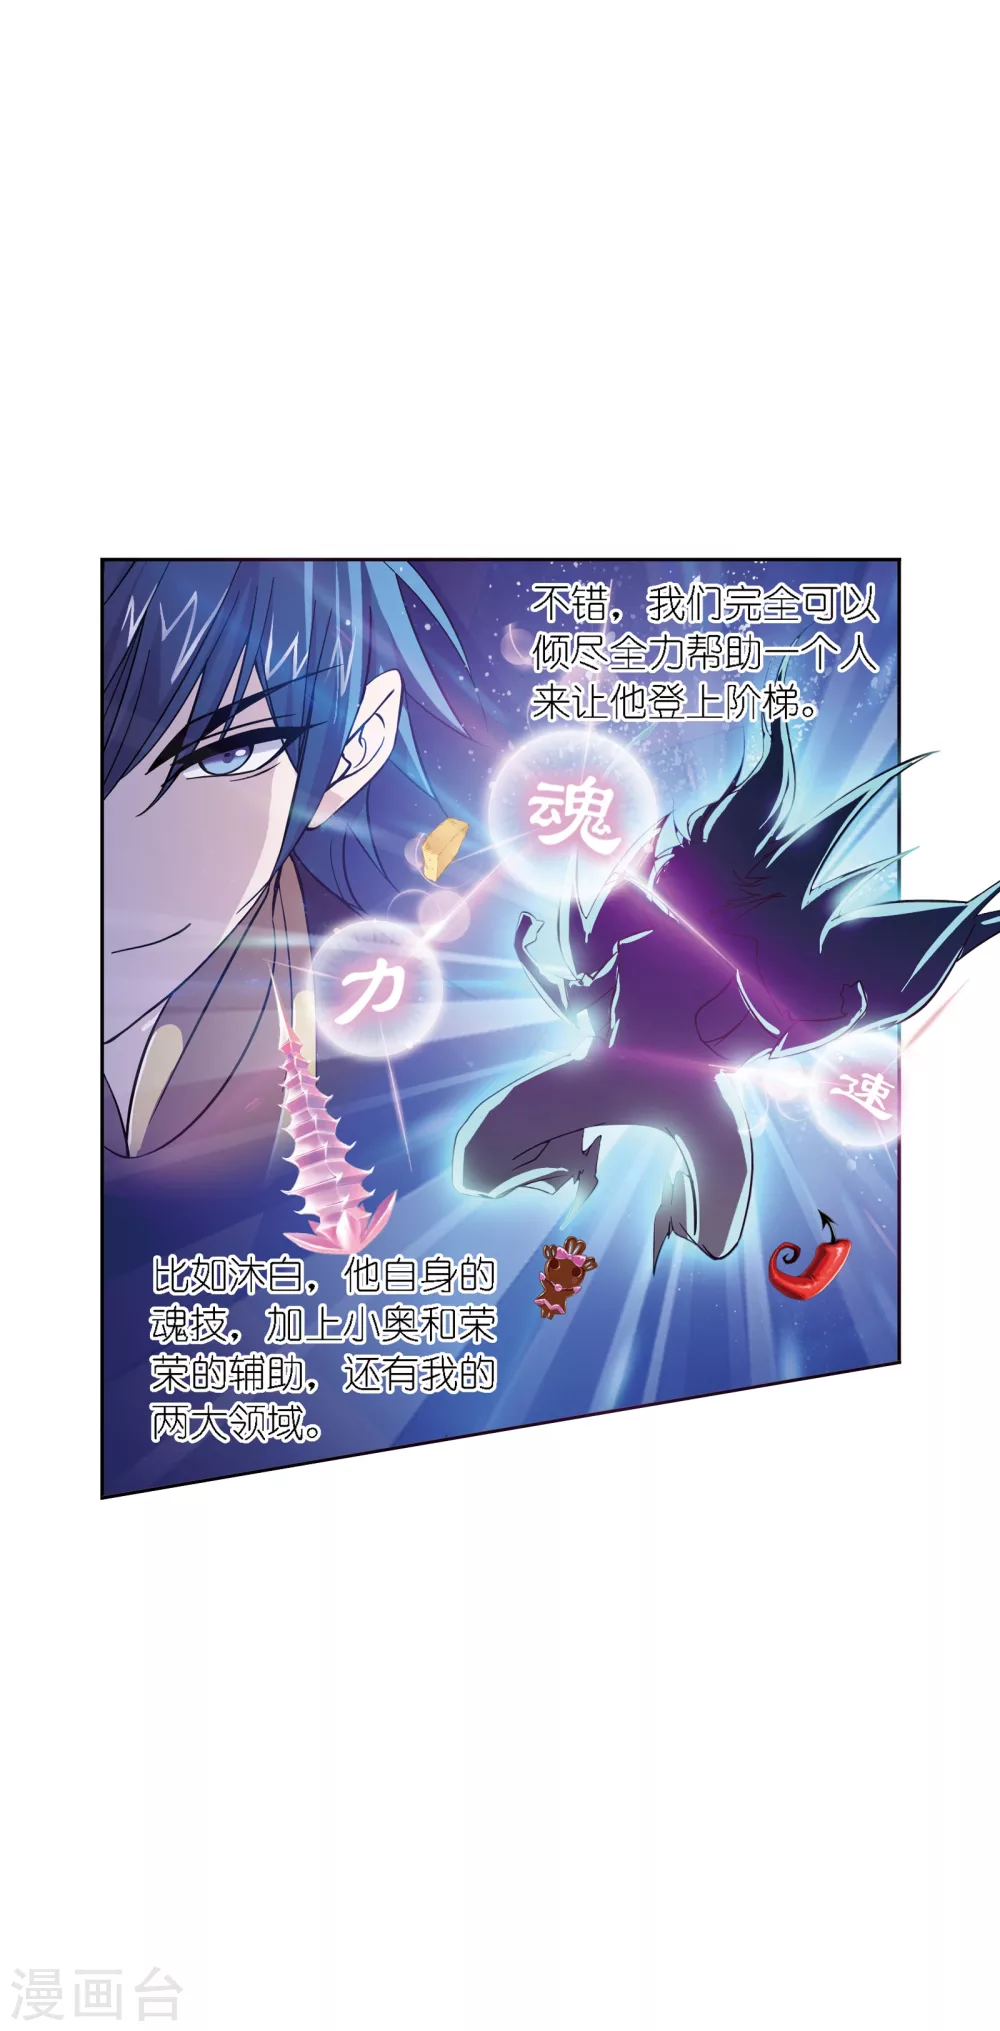 不错，我们完全可以
倾尽全力帮助一个人
来让他登上阶梯。
魂
力
速
比如沐白，他自身的
魂技，加上小奥和荣
荣的辅助，还有我的
两大领域。
漫画台